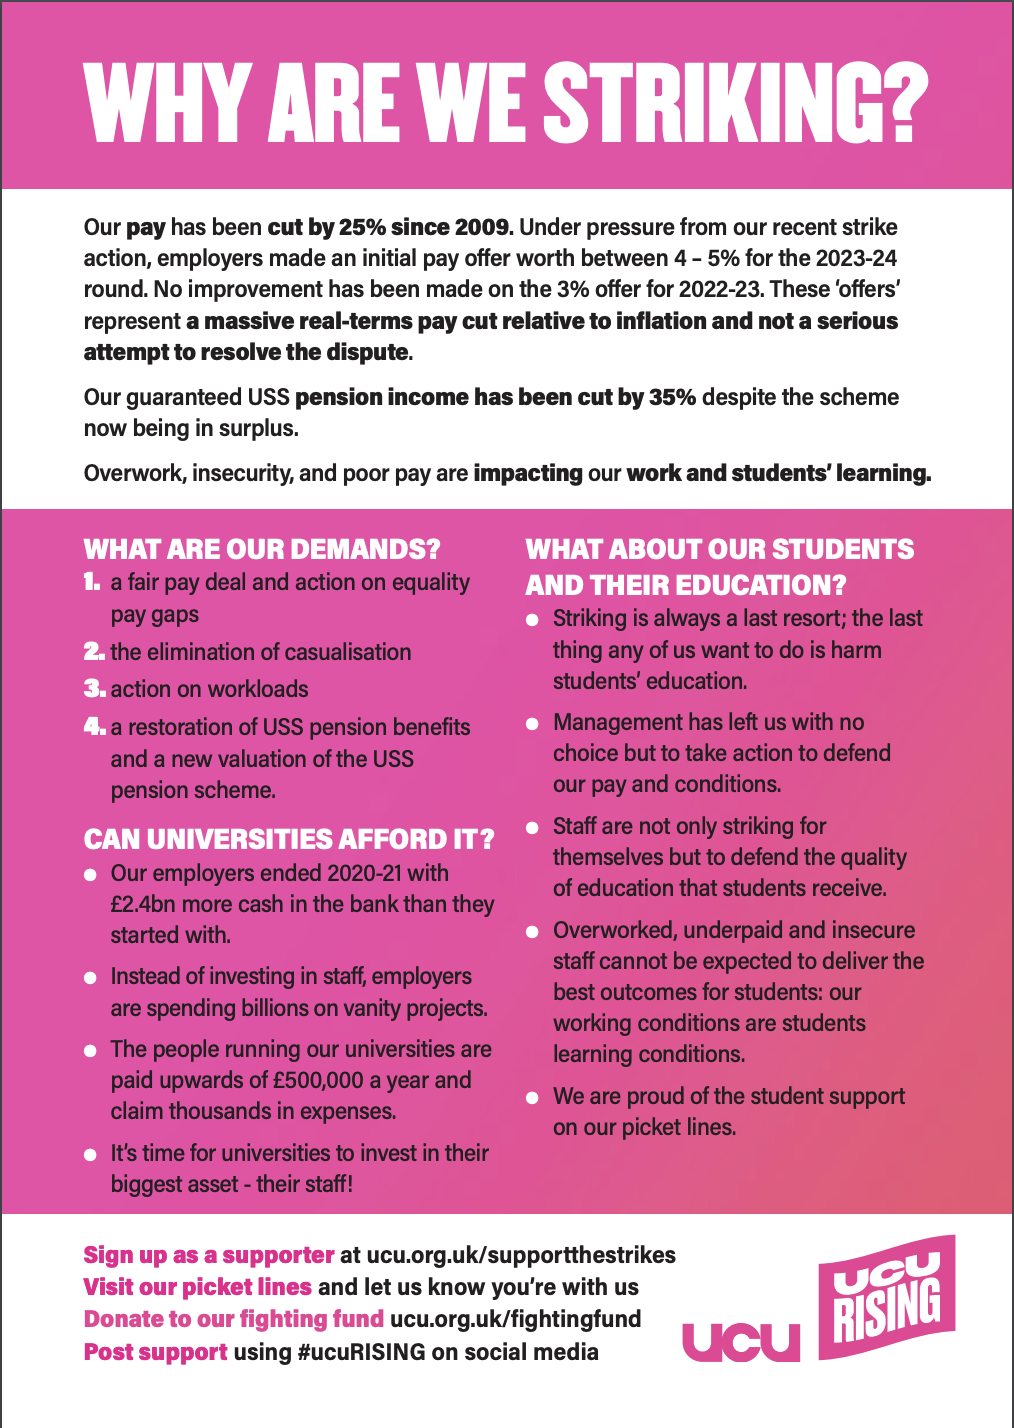 WHY ARE WE STRIKING?
Our pay has been cut by 25% since 2009. Under pressure from our recent strike
action, employers made an initial pay offer worth between 4 – 5% for the 2023-24
round. No improvement has been made on the 3% offer for 2022-23. These ‘offers’
represent a massive real-terms pay cut relative to inflation and not a serious
attempt to resolve the dispute.
Our guaranteed USS pension income has been cut by 35% despite the scheme
now being in surplus.
Overwork, insecurity, and poor pay are impacting our work and students’ learning.
WHAT ARE OUR DEMANDS?
1. a fair pay deal and action on equality
pay gaps
2. the elimination of casualisation
3. action on workloads
4. a restoration of USS pension benefits
and a new valuation of the USS
pension scheme.
CAN UNIVERSITIES AFFORD IT?
● Our employers ended 2020-21 with
£2.4bn more cash in the bank than they
started with.
● Instead of investing in staff, employers
are spending billions on vanity projects.
● The people running our universities are
paid upwards of £500,000 a year and
claim thousands in expenses.
● It’s time for universities to invest in their
biggest asset - their staff!
WHAT ABOUT OUR STUDENTS
AND THEIR EDUCATION?
● Striking is always a last resort; the last
thing any of us want to do is harm
students’ education.
● Management has left us with no
choice but to take action to defend
our pay and conditions.
● Staff are not only striking for
themselves but to defend the quality
of education that students receive.
● Overworked, underpaid and insecure
staff cannot be expected to deliver the
best outcomes for students: our
working conditions are students
learning conditions.
● We are proud of the student support
on our picket lines.
Sign up as a supporter at ucu.org.uk/supportthestrikes
Visit our picket lines and let us know you’re with us
Donate to our fighting fund ucu.org.uk/fightingfund
Post support using #ucuRISING on social media
ucu
UCU
RISING